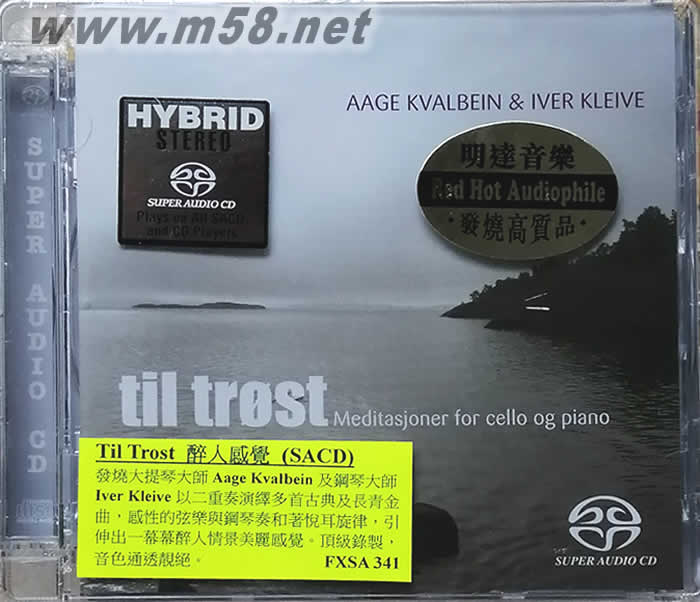 www.m58.net
AAGE KVALBEIN & IVER KLEIVE
HYBRID
STEREO
SUPER AUDIO CD
Plays on All SACD
and CD Players
明達音樂
Red Hot Audiophile
·發燒高質品·
SUPER AUDIO CD
til trøst
Meditasjoner for cello og piano
Til Trost 醉人感覺 (SACD)
發燒大提琴大師 Aage Kvalbein 及鋼琴大師
Iver Kleive 以二重奏演繹多首古典及長青金
曲，感性的弦樂與鋼琴奏和著悅耳旋律，引
伸出一幕幕醉人情景美麗感覺。頂級錄製，
音色通透靚絕。 FXSA 341
SUPER AUDIO CD